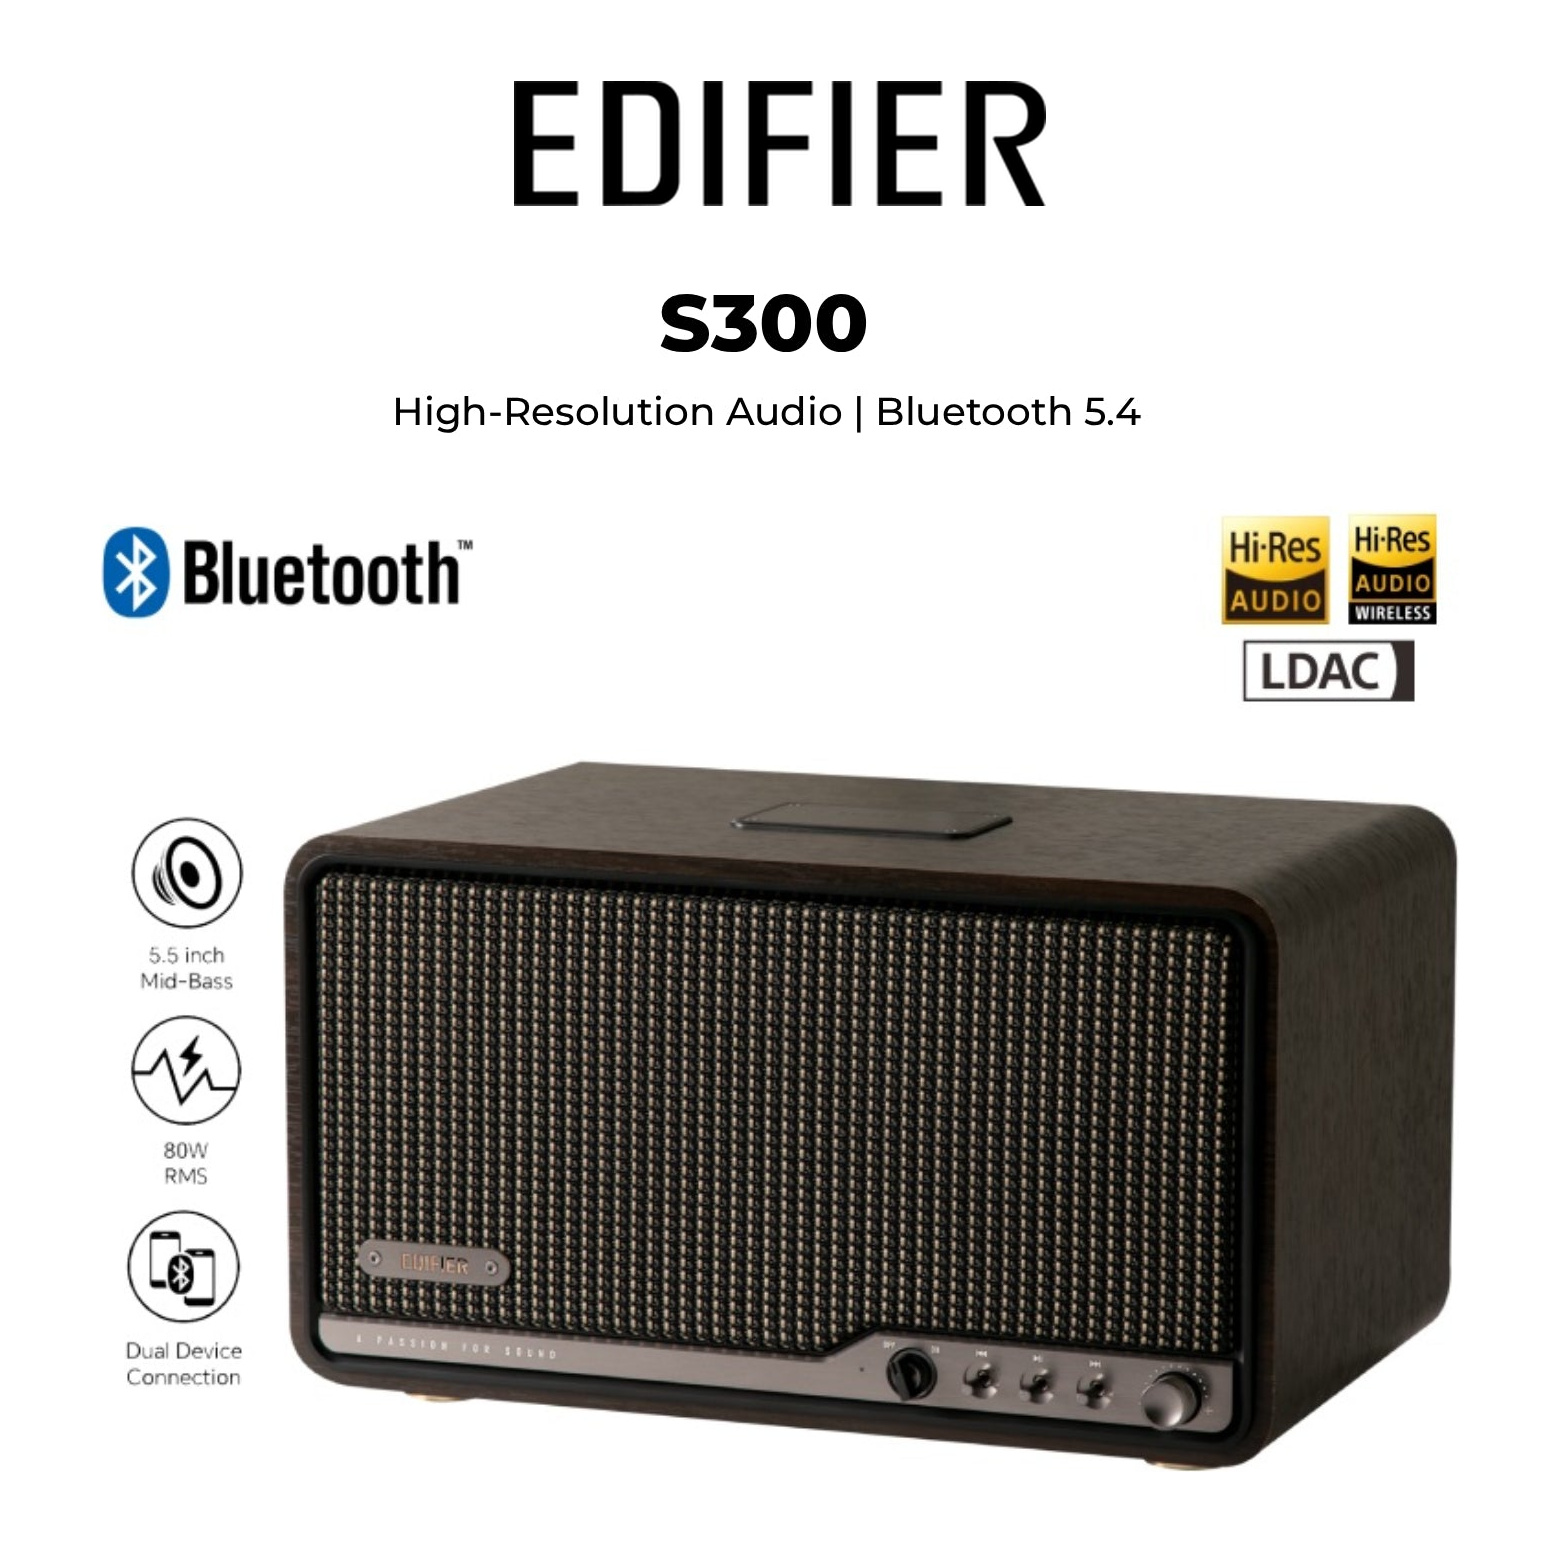 EDIFIER
S300
High-Resolution Audio | Bluetooth 5.4
Bluetooth™
Hi·Res
AUDIO
Hi·Res
AUDIO
WIRELESS
LDAC
5.5 inch
Mid-Bass
80W
RMS
Dual Device
Connection
EDIFIER
A PASSION FOR SOUND
OFF